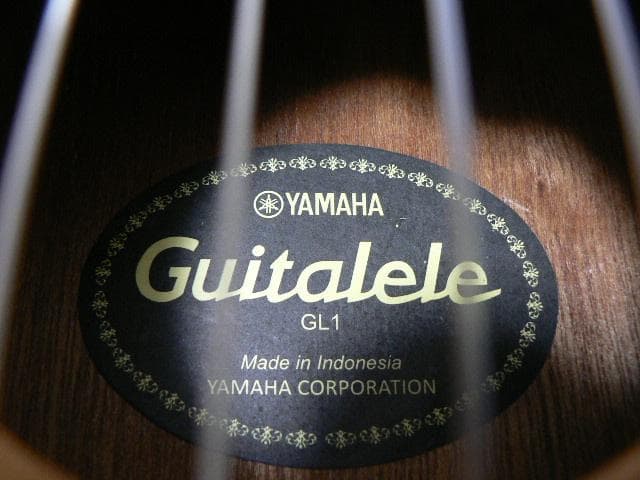 YAMAHA
Guitalele
GL1
Made in Indonesia
YAMAHA CORPORATION